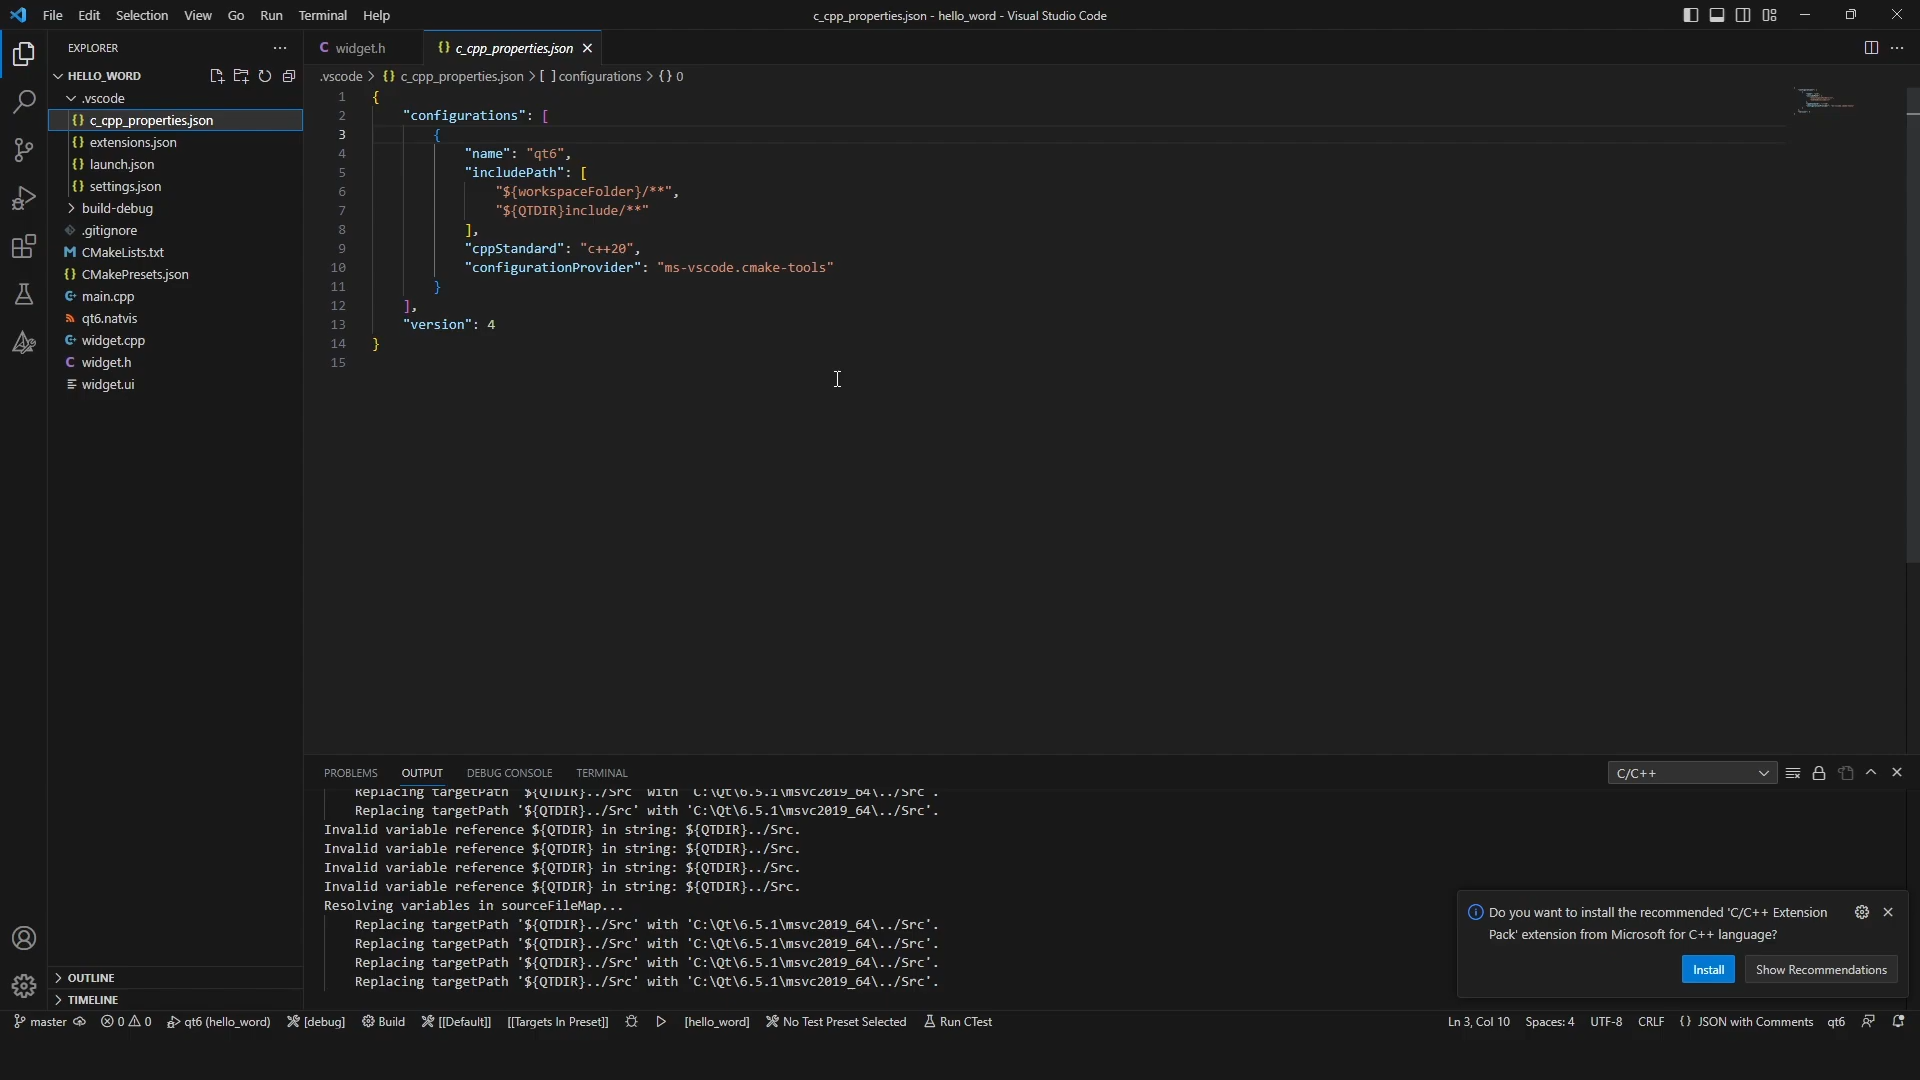 File Edit Selection View Go Run Terminal Help
c_cpp_properties.json - hello_word - Visual Studio Code
EXPLORER
HELLO_WORD
.vscode
{} c_cpp_properties.json
{} extensions.json
{} launch.json
{} settings.json
build-debug
.gitignore
M CMakeLists.txt
{} CMakePresets.json
main.cpp
qt6.natvis
widget.cpp
C widget.h
widget.ui
OUTLINE
TIMELINE
C widget.h
{} c_cpp_properties.json
.vscode > {} c_cpp_properties.json > [ ] configurations > {} 0
1 {
2 "configurations": [
3 {
4 "name": "qt6",
5 "includePath": [
6 "${workspaceFolder}/**",
7 "${QTDIR}include/**"
8 ],
9 "cppStandard": "c++20",
10 "configurationProvider": "ms-vscode.cmake-tools"
11 }
12 ],
13 "version": 4
14 }
15
PROBLEMS OUTPUT DEBUG CONSOLE TERMINAL
C/C++
Replacing targetPath '${QTDIR}../Src' with 'C:\Qt\6.5.1\msvc2019_64\../Src'.
Replacing targetPath '${QTDIR}../Src' with 'C:\Qt\6.5.1\msvc2019_64\../Src'.
Invalid variable reference ${QTDIR} in string: ${QTDIR}../Src.
Invalid variable reference ${QTDIR} in string: ${QTDIR}../Src.
Invalid variable reference ${QTDIR} in string: ${QTDIR}../Src.
Invalid variable reference ${QTDIR} in string: ${QTDIR}../Src.
Resolving variables in sourceFileMap...
Replacing targetPath '${QTDIR}../Src' with 'C:\Qt\6.5.1\msvc2019_64\../Src'.
Replacing targetPath '${QTDIR}../Src' with 'C:\Qt\6.5.1\msvc2019_64\../Src'.
Replacing targetPath '${QTDIR}../Src' with 'C:\Qt\6.5.1\msvc2019_64\../Src'.
Replacing targetPath '${QTDIR}../Src' with 'C:\Qt\6.5.1\msvc2019_64\../Src'.
Do you want to install the recommended 'C/C++ Extension
Pack' extension from Microsoft for C++ language?
Install Show Recommendations
master 0 0 qt6 (hello_word) [debug] Build [[Default]] [[Targets In Preset]] [hello_word] No Test Preset Selected Run CTest
Ln 3, Col 10 Spaces: 4 UTF-8 CRLF {} JSON with Comments qt6